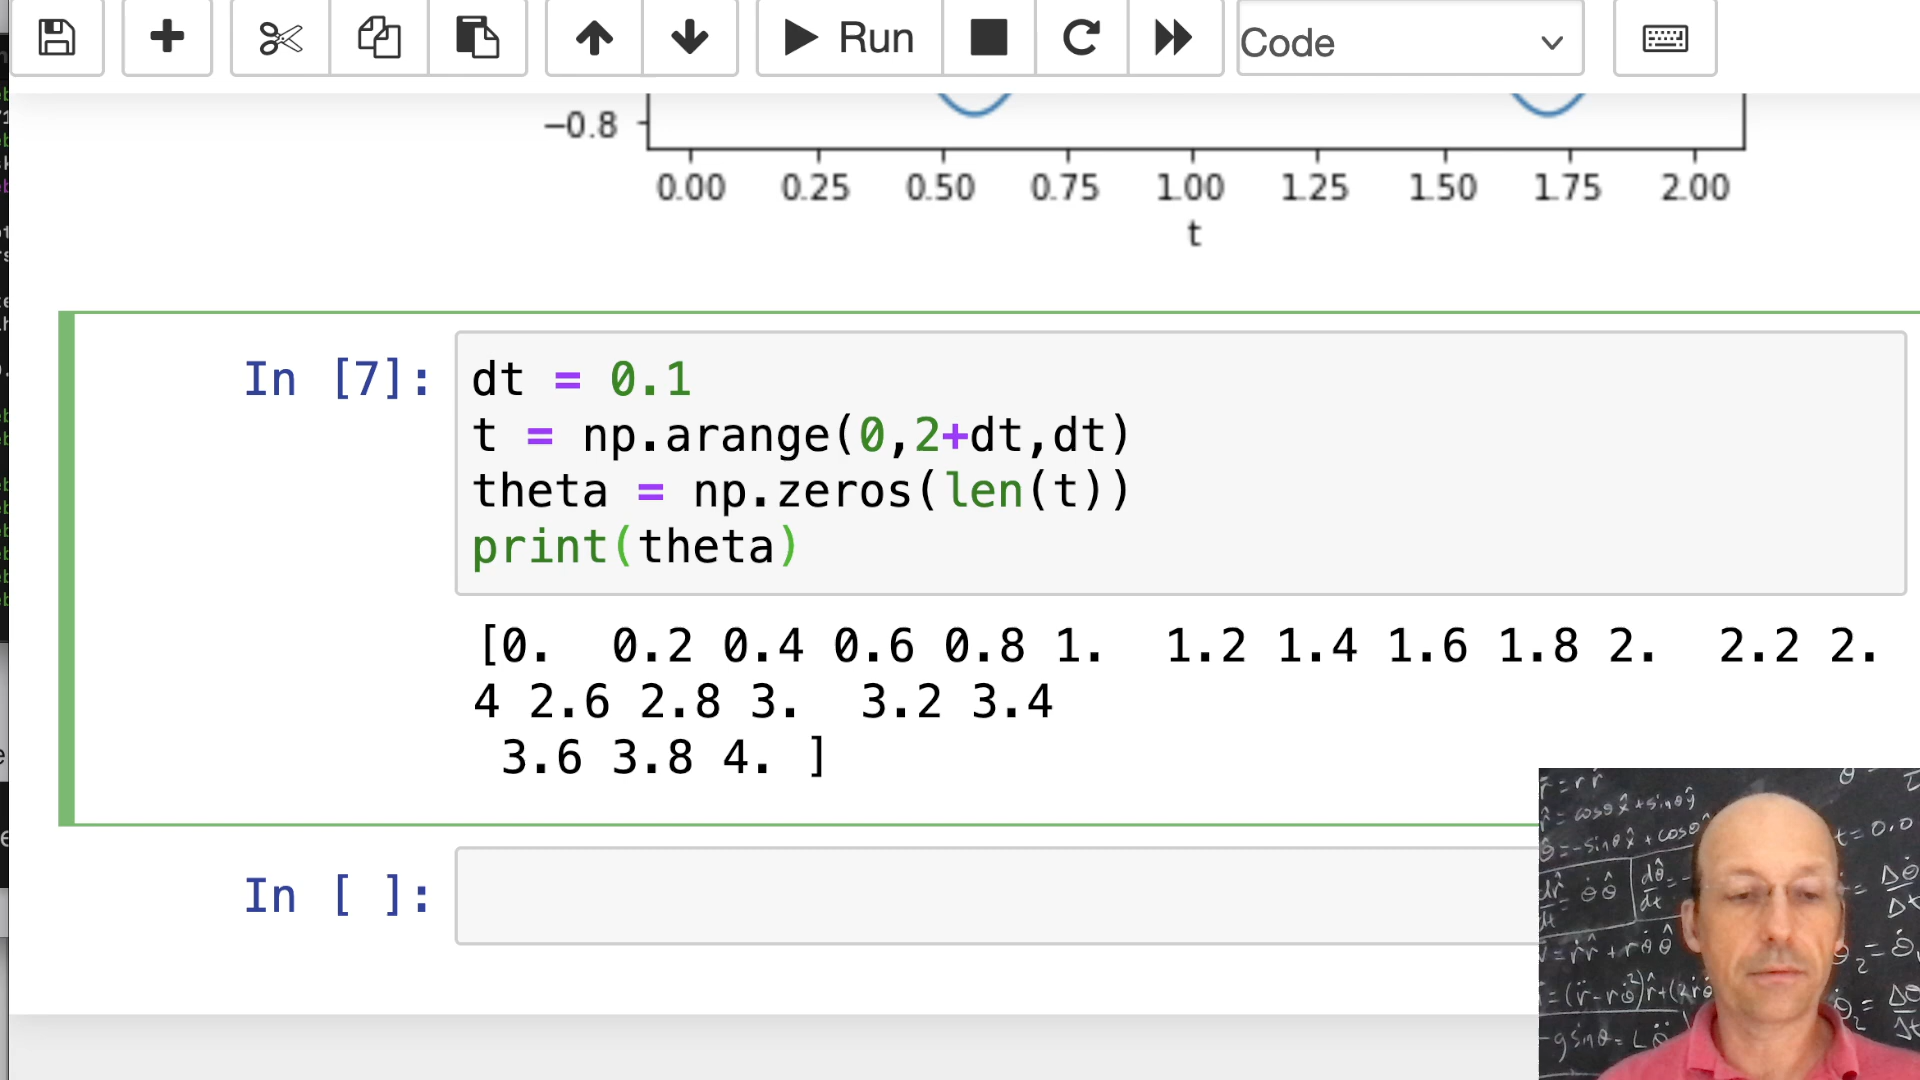 Run
Code
−0.8
0.00 0.25 0.50 0.75 1.00 1.25 1.50 1.75 2.00
t
In [7]:
dt = 0.1
t = np.arange(0,2+dt,dt)
theta = np.zeros(len(t))
print(theta)
[0.  0.2 0.4 0.6 0.8 1.  1.2 1.4 1.6 1.8 2.  2.2 2.
4 2.6 2.8 3.  3.2 3.4
 3.6 3.8 4. ]
In [ ]:
t=0.0